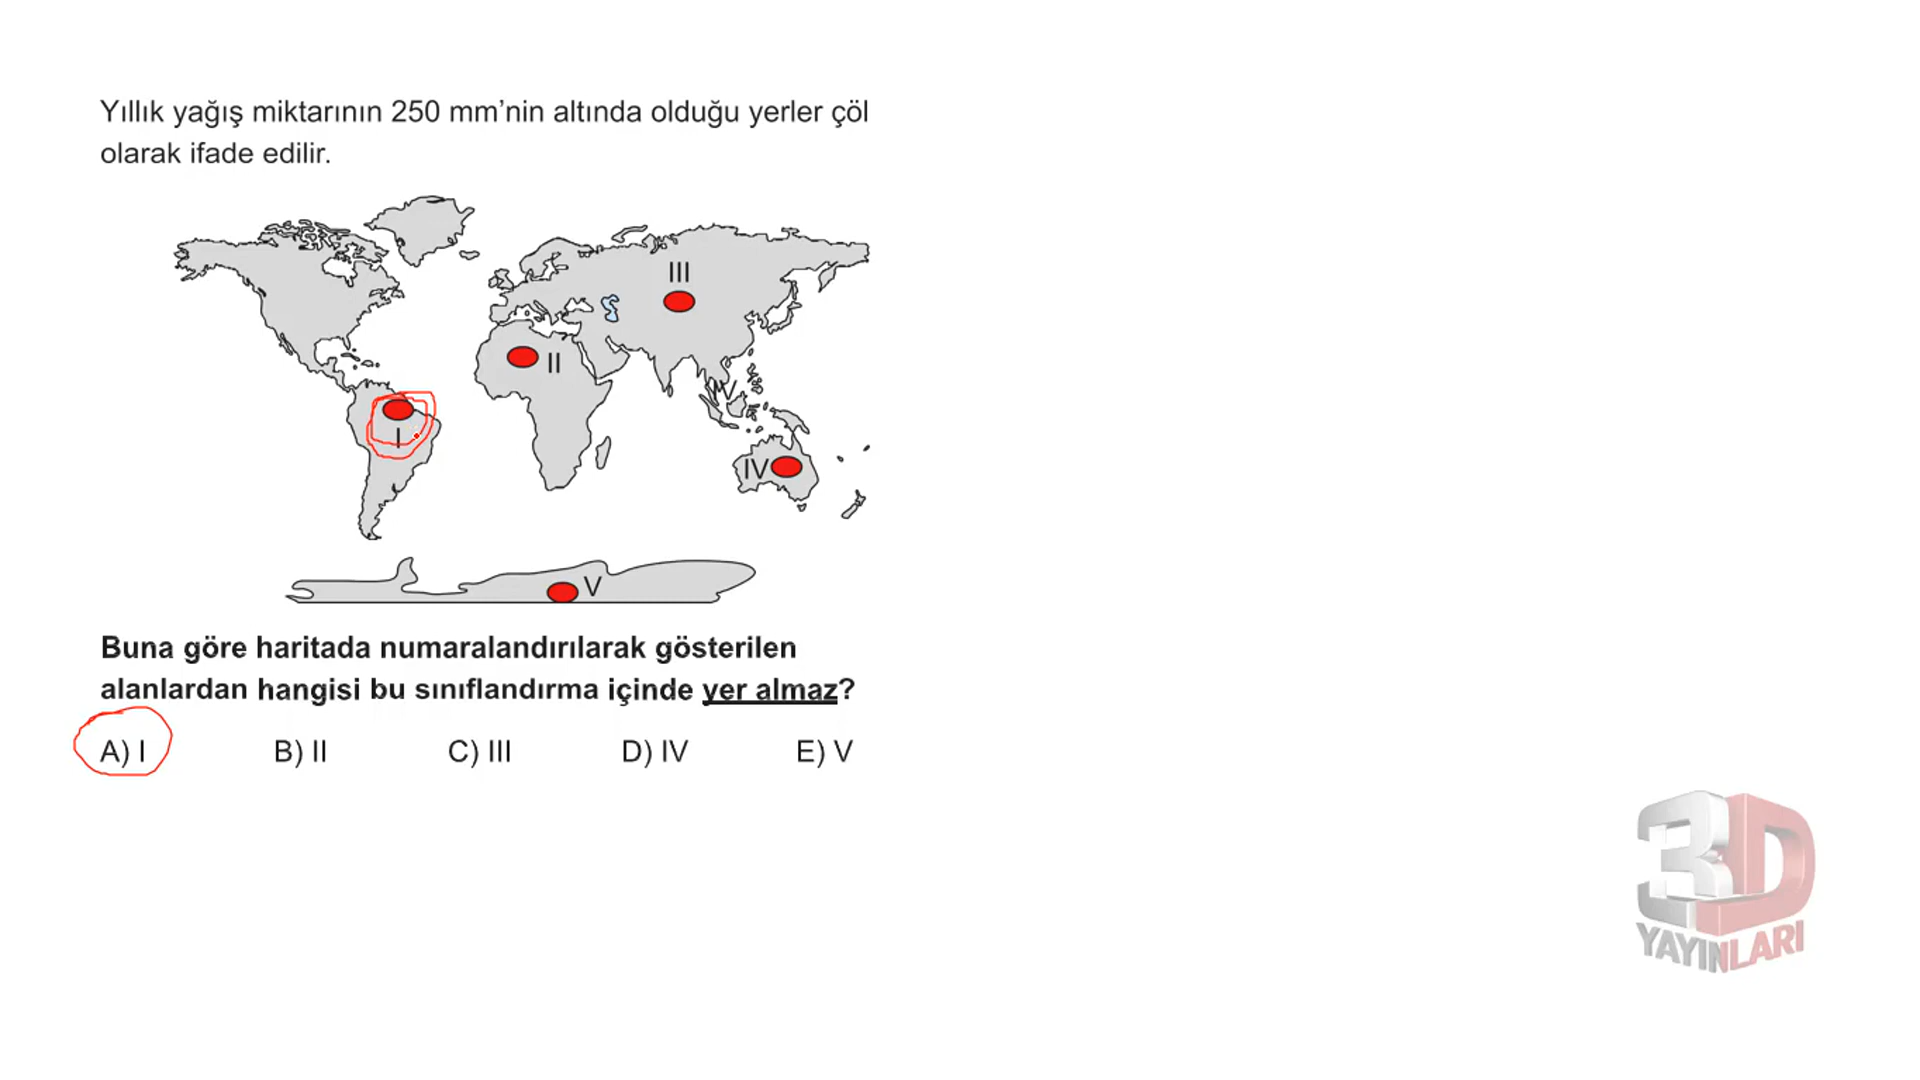 Yıllık yağış miktarının 250 mm’nin altında olduğu yerler çöl
olarak ifade edilir.
III
II
IV
I
IV
V
Buna göre haritada numaralandırılarak gösterilen
alanlardan hangisi bu sınıflandırma içinde yer almaz?
A) I B) II C) III D) IV E) V
3D
YAYINLARI